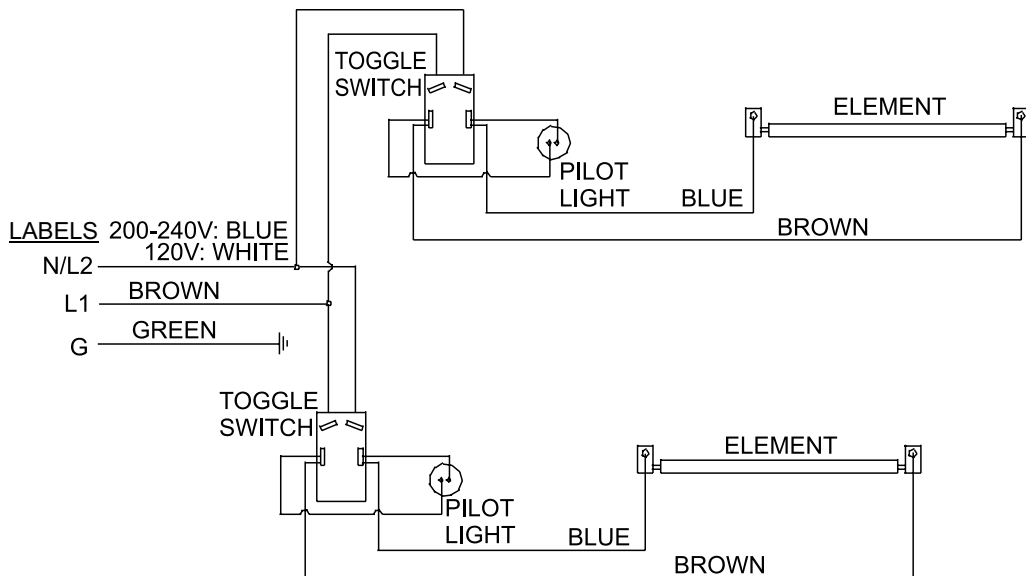 TOGGLE
SWITCH
ELEMENT
PILOT
LIGHT
BLUE
BROWN
LABELS 200-240V: BLUE
120V: WHITE
N/L2
BROWN
L1
GREEN
G
TOGGLE
SWITCH
ELEMENT
PILOT
LIGHT
BLUE
BROWN